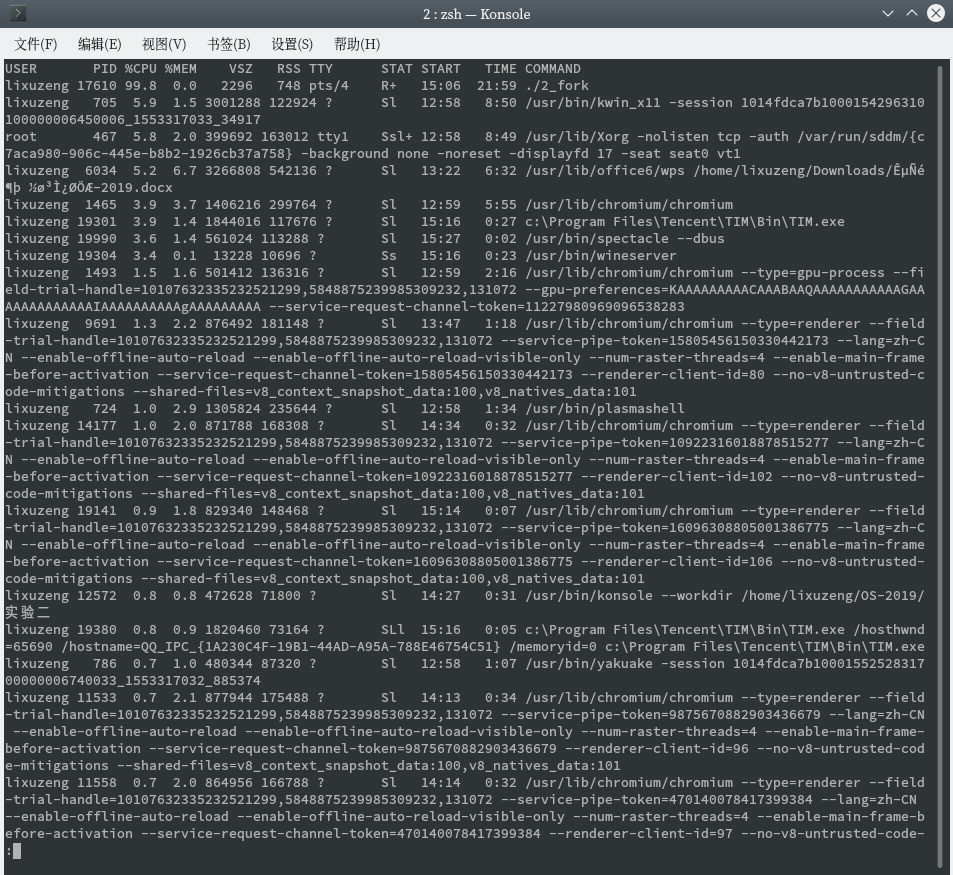 2 : zsh — Konsole
文件(F) 编辑(E) 视图(V) 书签(B) 设置(S) 帮助(H)
USER       PID %CPU %MEM    VSZ   RSS TTY      STAT START   TIME COMMAND
lixuzeng 17610 99.8  0.0   2296   748 pts/4    R+   15:06  21:59 ./2_fork
lixuzeng   705  5.9  1.5 3001288 122924 ?      Sl   12:58   8:50 /usr/bin/kwin_x11 -session 1014fdca7b1000154296310
100000006450006_1553317033_34917
root       467  5.8  2.0 399692 163012 tty1    Ssl+ 12:58   8:49 /usr/lib/Xorg -nolisten tcp -auth /var/run/sddm/{c
7aca980-906c-445e-b8b2-1926cb37a758} -background none -noreset -displayfd 17 -seat seat0 vt1
lixuzeng  6034  5.2  6.7 3266808 542136 ?      Sl   13:22   6:32 /usr/lib/office6/wps /home/lixuzeng/Downloads/ÊµÑé
¶þ ½ø³Ì¿ØÖÆ-2019.docx
lixuzeng  1465  3.9  3.7 1406216 299764 ?      Sl   12:59   5:55 /usr/lib/chromium/chromium
lixuzeng 19301  3.9  1.4 1844016 117676 ?      Sl   15:16   0:27 c:\Program Files\Tencent\TIM\Bin\TIM.exe
lixuzeng 19990  3.6  1.4 561024 113288 ?       Sl   15:27   0:02 /usr/bin/spectacle --dbus
lixuzeng 19304  3.4  0.1  13228 10696 ?        Ss   15:16   0:23 /usr/bin/wineserver
lixuzeng  1493  1.5  1.6 501412 136316 ?       Sl   12:59   2:16 /usr/lib/chromium/chromium --type=gpu-process --fi
eld-trial-handle=10107632335232521299,5848875239985309232,131072 --gpu-preferences=KAAAAAAAAACAAABAAQAAAAAAAAAAAGAA
AAAAAAAAAAAAIAAAAAAAAAAgAAAAAAAAA --service-request-channel-token=11227980969096538283
lixuzeng  9691  1.3  2.2 876492 181148 ?       Sl   13:47   1:18 /usr/lib/chromium/chromium --type=renderer --field
-trial-handle=10107632335232521299,5848875239985309232,131072 --service-pipe-token=15805456150330442173 --lang=zh-C
N --enable-offline-auto-reload --enable-offline-auto-reload-visible-only --num-raster-threads=4 --enable-main-frame
-before-activation --service-request-channel-token=15805456150330442173 --renderer-client-id=80 --no-v8-untrusted-c
ode-mitigations --shared-files=v8_context_snapshot_data:100,v8_natives_data:101
lixuzeng   724  1.0  2.9 1305824 235644 ?      Sl   12:58   1:34 /usr/bin/plasmashell
lixuzeng 14177  1.0  2.0 871788 168308 ?       Sl   14:34   0:32 /usr/lib/chromium/chromium --type=renderer --field
-trial-handle=10107632335232521299,5848875239985309232,131072 --service-pipe-token=10922316018878515277 --lang=zh-C
N --enable-offline-auto-reload --enable-offline-auto-reload-visible-only --num-raster-threads=4 --enable-main-frame
-before-activation --service-request-channel-token=10922316018878515277 --renderer-client-id=102 --no-v8-untrusted-
code-mitigations --shared-files=v8_context_snapshot_data:100,v8_natives_data:101
lixuzeng 19141  0.9  1.8 829340 148468 ?       Sl   15:14   0:07 /usr/lib/chromium/chromium --type=renderer --field
-trial-handle=10107632335232521299,5848875239985309232,131072 --service-pipe-token=16096308805001386775 --lang=zh-C
N --enable-offline-auto-reload --enable-offline-auto-reload-visible-only --num-raster-threads=4 --enable-main-frame
-before-activation --service-request-channel-token=16096308805001386775 --renderer-client-id=106 --no-v8-untrusted-
code-mitigations --shared-files=v8_context_snapshot_data:100,v8_natives_data:101
lixuzeng 12572  0.8  0.8 472628 71800 ?        Sl   14:27   0:31 /usr/bin/konsole --workdir /home/lixuzeng/OS-2019/
实验二
lixuzeng 19380  0.8  0.9 1820460 73164 ?       SLl  15:16   0:05 c:\Program Files\Tencent\TIM\Bin\TIM.exe /hosthwnd
=65690 /hostname=QQ_IPC_{1A230C4F-19B1-44AD-A95A-788E46754C51} /memoryid=0 c:\Program Files\Tencent\TIM\Bin\TIM.exe
lixuzeng   786  0.7  1.0 480344 87320 ?        Sl   12:58   1:07 /usr/bin/yakuake -session 1014fdca7b10001552528317
00000006740033_1553317032_885374
lixuzeng 11533  0.7  2.1 877944 175488 ?       Sl   14:13   0:34 /usr/lib/chromium/chromium --type=renderer --field
-trial-handle=10107632335232521299,5848875239985309232,131072 --service-pipe-token=9875670882903436679 --lang=zh-CN
 --enable-offline-auto-reload --enable-offline-auto-reload-visible-only --num-raster-threads=4 --enable-main-frame-
before-activation --service-request-channel-token=9875670882903436679 --renderer-client-id=96 --no-v8-untrusted-cod
e-mitigations --shared-files=v8_context_snapshot_data:100,v8_natives_data:101
lixuzeng 11558  0.7  2.0 864956 166788 ?       Sl   14:14   0:32 /usr/lib/chromium/chromium --type=renderer --field
-trial-handle=10107632335232521299,5848875239985309232,131072 --service-pipe-token=470140078417399384 --lang=zh-CN 
--enable-offline-auto-reload --enable-offline-auto-reload-visible-only --num-raster-threads=4 --enable-main-frame-b
efore-activation --service-request-channel-token=470140078417399384 --renderer-client-id=97 --no-v8-untrusted-code-
: